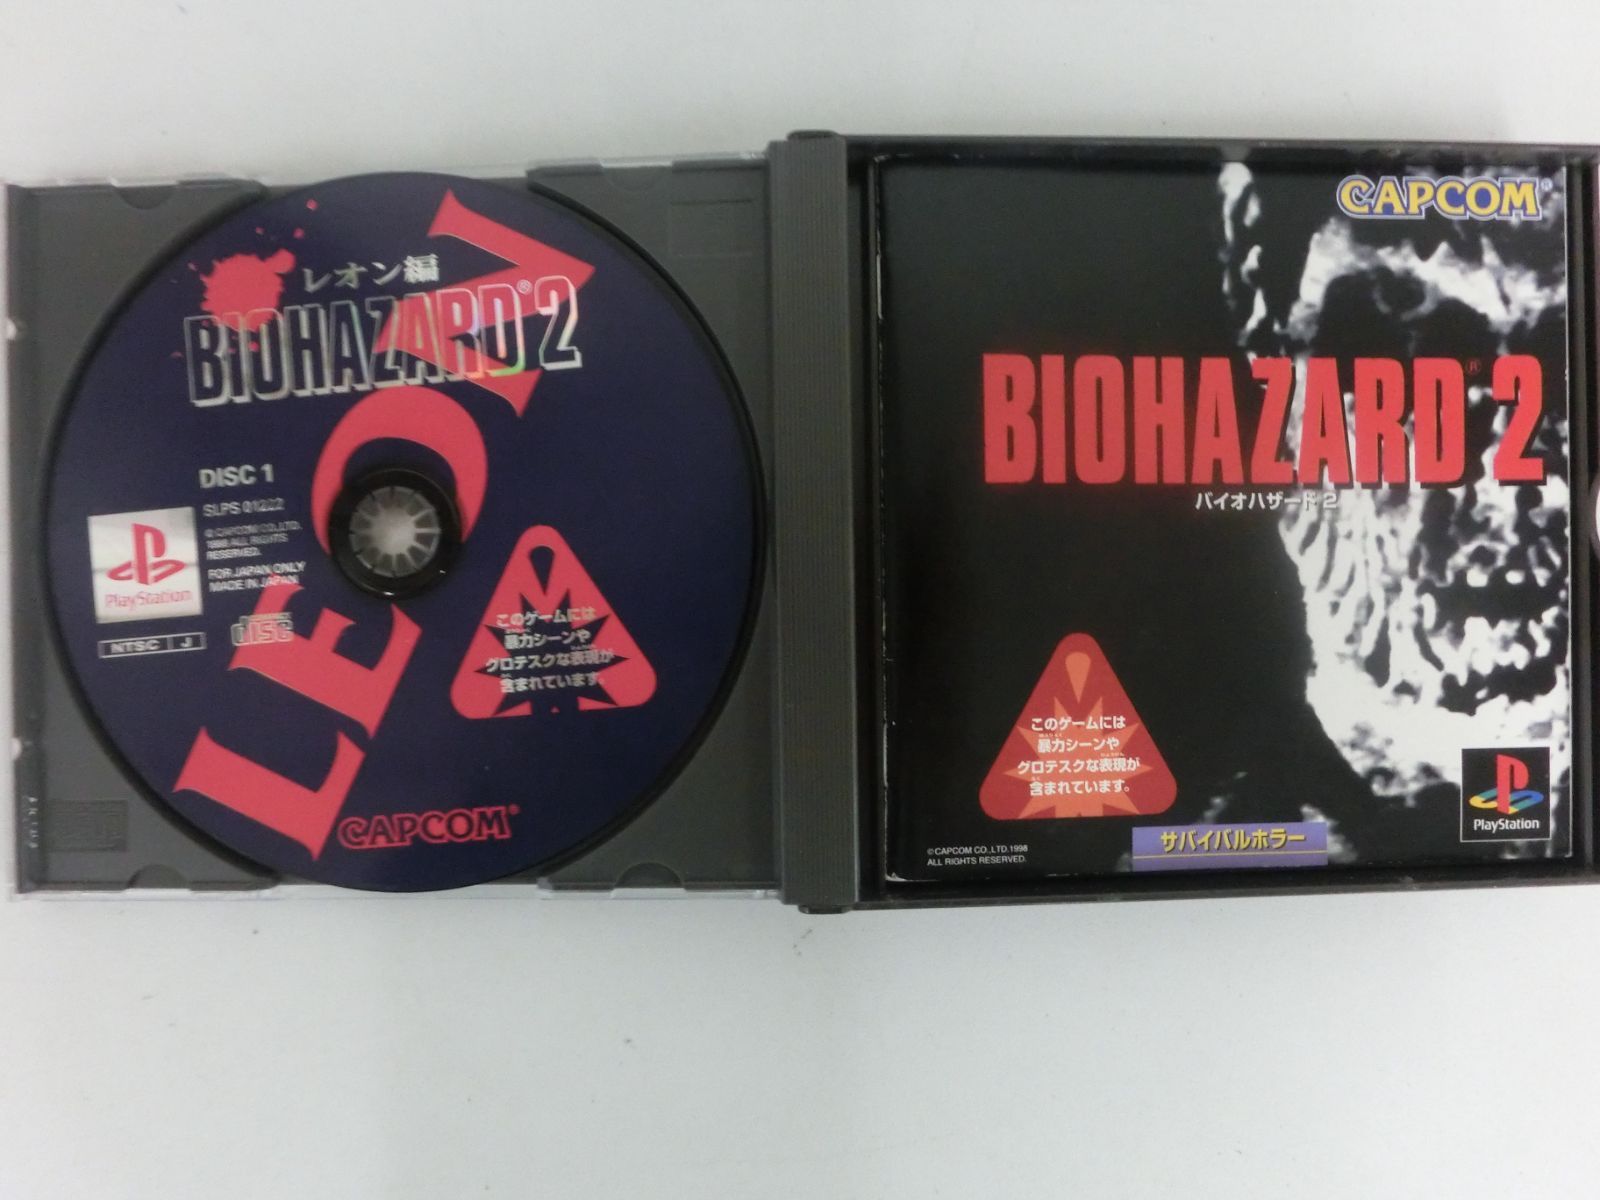 レオン編
BIOHAZARD® 2
LEON
DISC 1
SLPS 01222
© CAPCOM CO.,LTD.
1998 ALL RIGHTS
RESERVED.
FOR JAPAN ONLY
MADE IN JAPAN
PlayStation
NTSC J
COMPACT
disc
このゲームには
暴力シーンや
グロテスクな表現が
含まれています。
CAPCOM®
CAPCOM®
BIOHAZARD® 2
バイオハザード2
このゲームには
暴力シーンや
グロテスクな表現が
含まれています。
PlayStation
サバイバルホラー
©CAPCOM CO.,LTD.1998
ALL RIGHTS RESERVED.